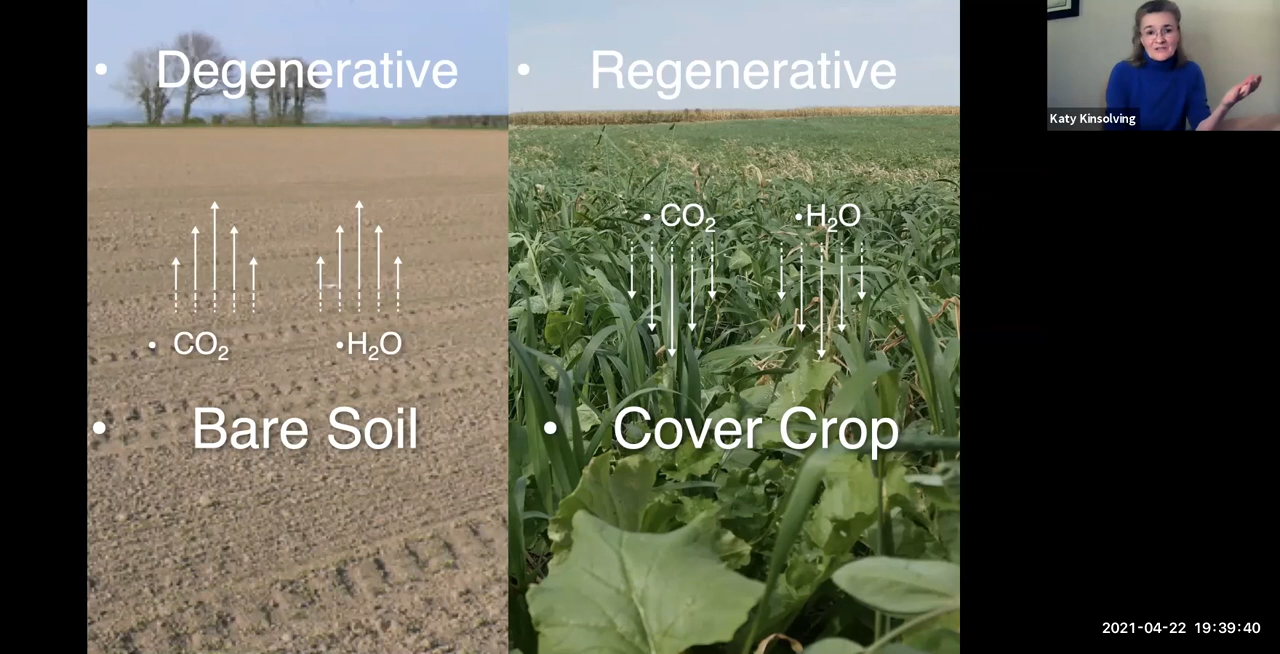 • Degenerative
• Regenerative
• CO₂
• H₂O
• CO₂
• H₂O
• Bare Soil
• Cover Crop
Katy Kinsolving
2021-04-22 19:39:40